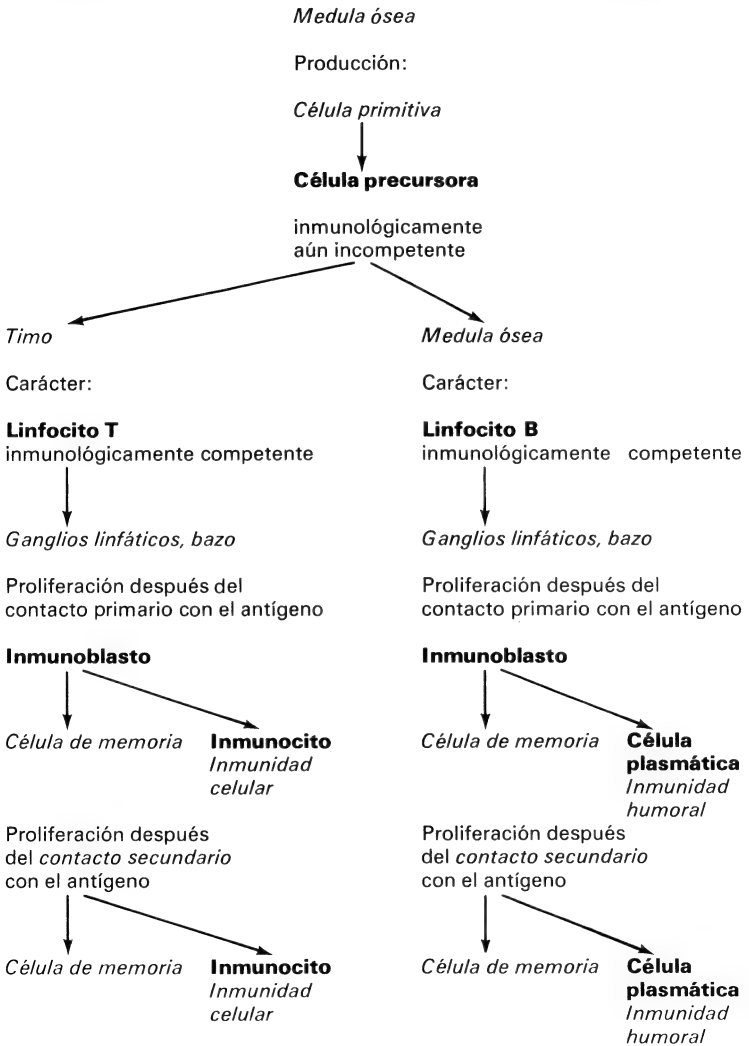 Medula ósea
Producción:
Célula primitiva
Célula precursora
inmunológicamente
aún incompetente
Timo
Carácter:
Linfocito T
inmunológicamente competente
Ganglios linfáticos, bazo
Proliferación después del
contacto primario con el antígeno
Inmunoblasto
Célula de memoria
Inmunocito
Inmunidad
celular
Proliferación después
del contacto secundario
con el antígeno
Célula de memoria
Inmunocito
Inmunidad
celular
Medula ósea
Carácter:
Linfocito B
inmunológicamente competente
Ganglios linfáticos, bazo
Proliferación después del
contacto primario con el antígeno
Inmunoblasto
Célula de memoria
Célula
plasmática
Inmunidad
humoral
Proliferación después
del contacto secundario
con el antígeno
Célula de memoria
Célula
plasmática
Inmunidad
humoral